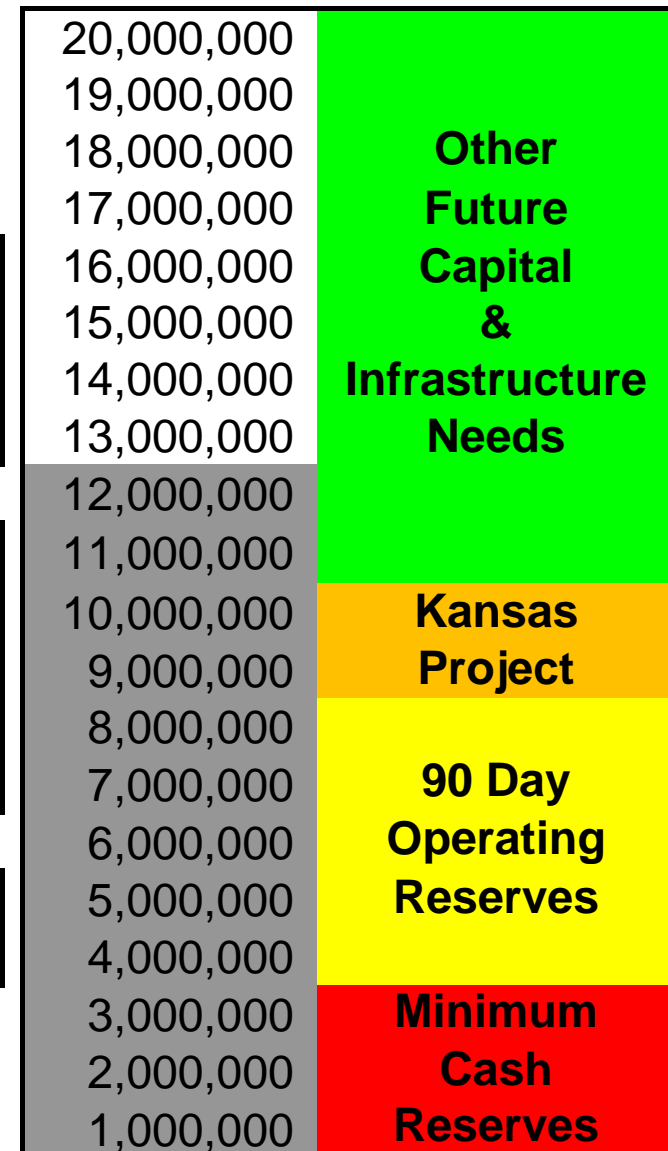 20,000,000
19,000,000
18,000,000 Other
17,000,000 Future
16,000,000 Capital
15,000,000 &
14,000,000 Infrastructure
13,000,000 Needs
12,000,000
11,000,000
10,000,000 Kansas
9,000,000 Project
8,000,000
7,000,000 90 Day
6,000,000 Operating
5,000,000 Reserves
4,000,000
3,000,000 Minimum
2,000,000 Cash
1,000,000 Reserves